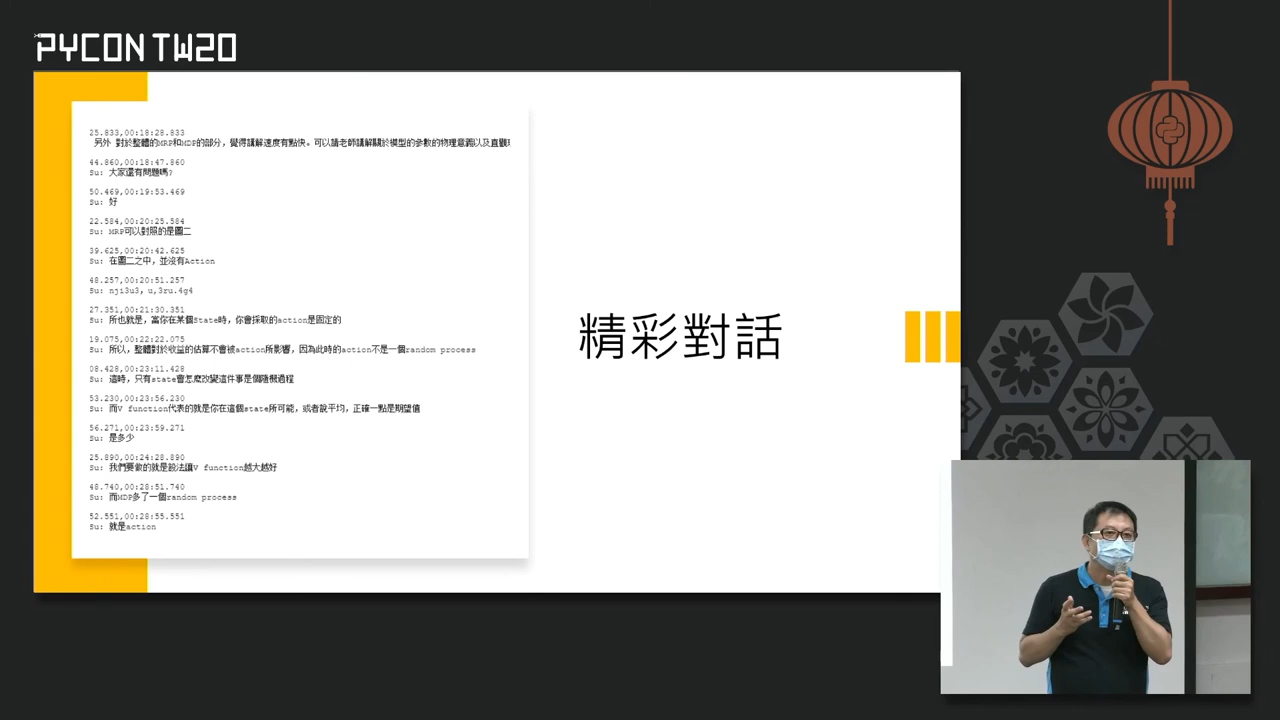 PYCON TW20
25.833,00:18:28.833
另外 對於整體的MRP和MDP的部分，覺得講解速度有點快。可以請老師講解關於模型的參數的物理意義以及直觀
44.860,00:18:47.860
Su: 大家還有問題嗎?
50.469,00:19:53.469
Su: 好
22.584,00:20:25.584
Su: MRP可以對照的是圖二
39.625,00:20:42.625
Su: 在圖二之中，並沒有Action
48.257,00:20:51.257
Su: nji3u3, u,3ru.4g4
27.351,00:21:30.351
Su: 所也就是，當你在某個State時，你會採取的action是固定的
19.075,00:22:22.075
Su: 所以，整體對於收益的估算不會被action所影響，因為此時的action不是一個random process
08.428,00:23:11.428
Su: 這時，只有state會怎麼改變這件事是個隨機過程
53.230,00:23:56.230
Su: 而V function代表的就是你在這個state所可能，或者說平均，正確一點是期望值
56.271,00:23:59.271
Su: 是多少
25.890,00:24:28.890
Su: 我們要做的就是設法讓V function越大越好
48.740,00:28:51.740
Su: 而MDP多了一個random process
52.551,00:28:55.551
Su: 就是action
精彩對話